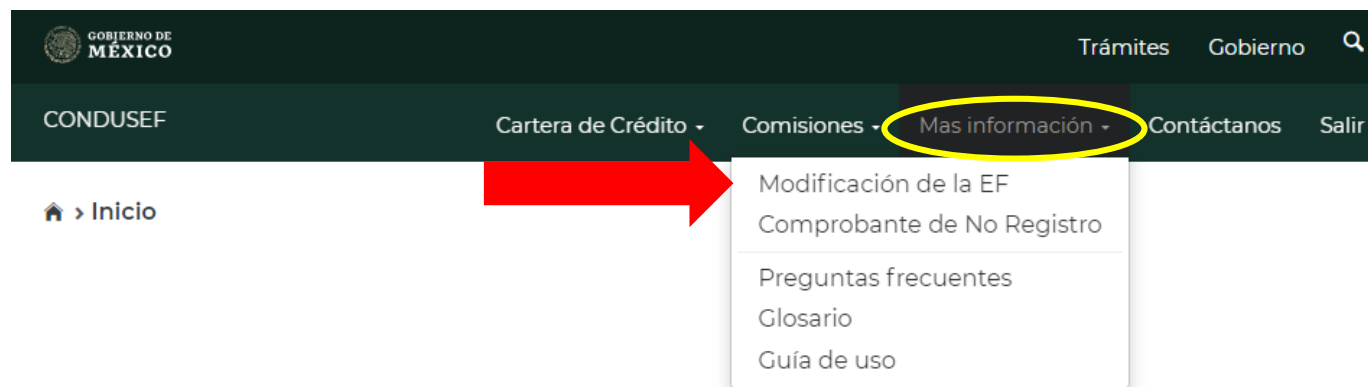 GOBIERNO DE
MÉXICO
Trámites Gobierno
CONDUSEF Cartera de Crédito Comisiones Mas información Contáctanos Salir
> Inicio
Modificación de la EF
Comprobante de No Registro
Preguntas frecuentes
Glosario
Guía de uso